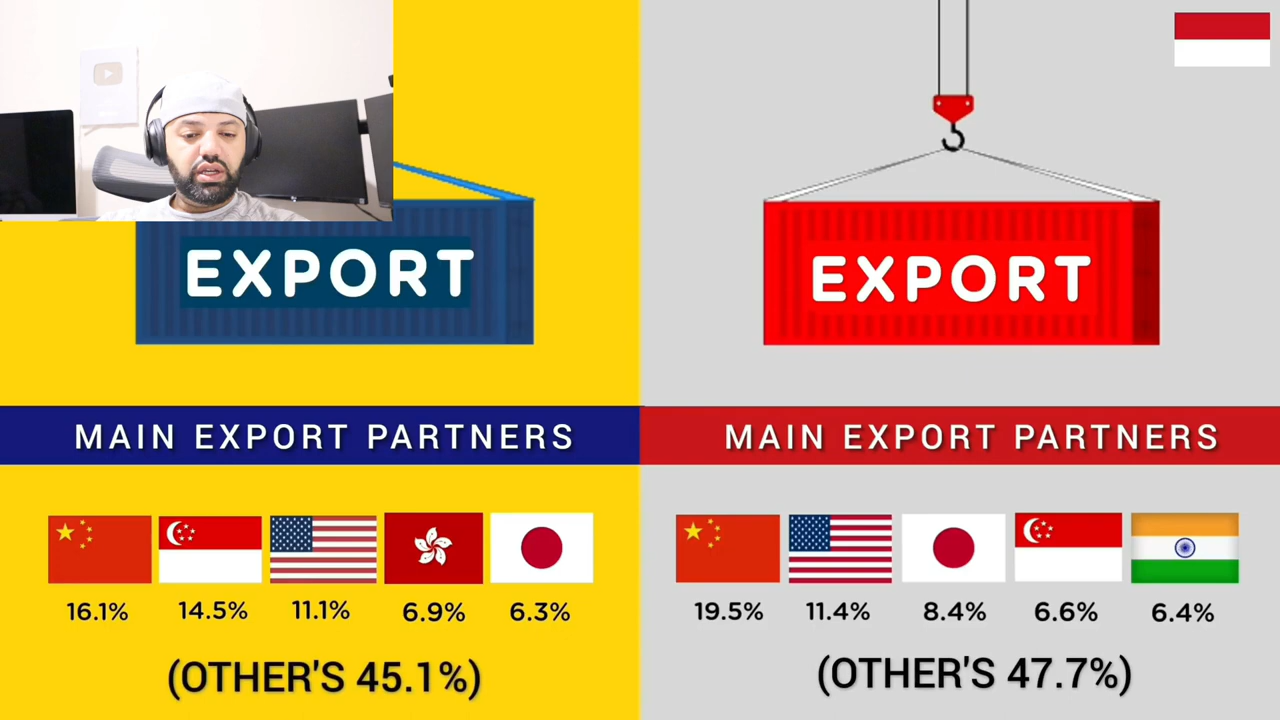 EXPORT
MAIN EXPORT PARTNERS
16.1% 14.5% 11.1% 6.9% 6.3%
(OTHER'S 45.1%)
EXPORT
MAIN EXPORT PARTNERS
19.5% 11.4% 8.4% 6.6% 6.4%
(OTHER'S 47.7%)